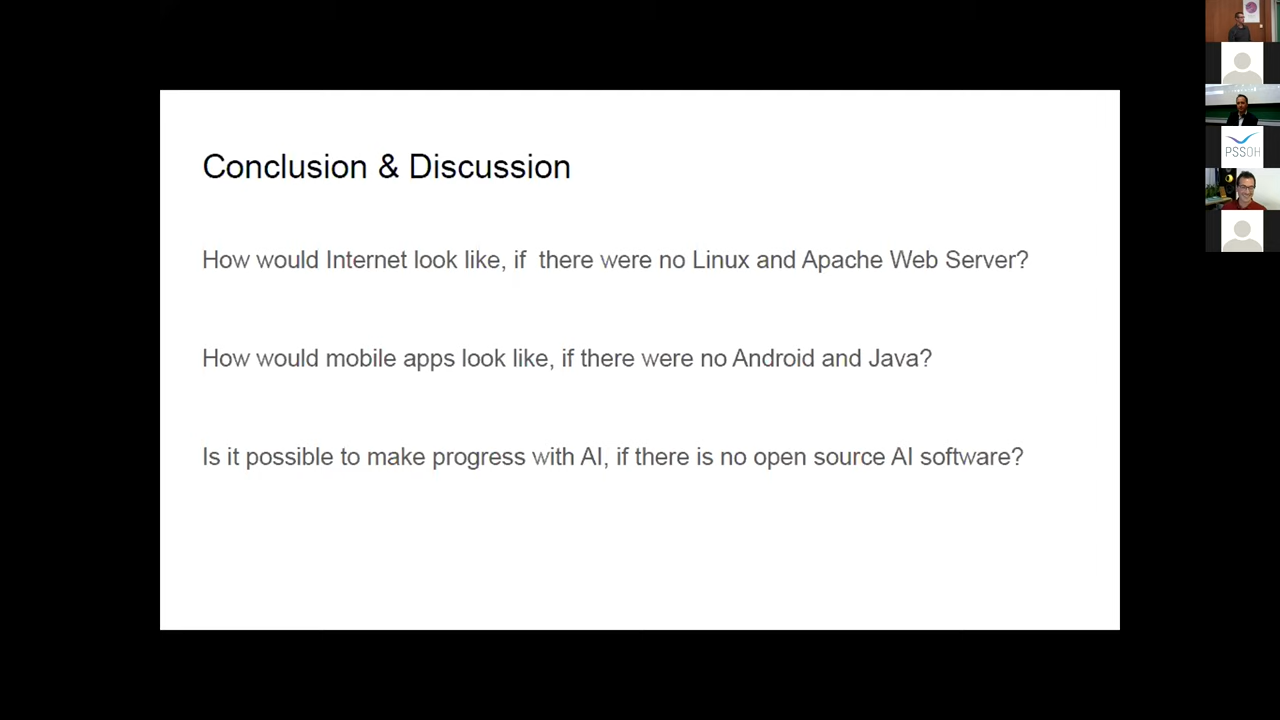 Conclusion & Discussion
How would Internet look like, if there were no Linux and Apache Web Server?
How would mobile apps look like, if there were no Android and Java?
Is it possible to make progress with AI, if there is no open source AI software?
PSSOH